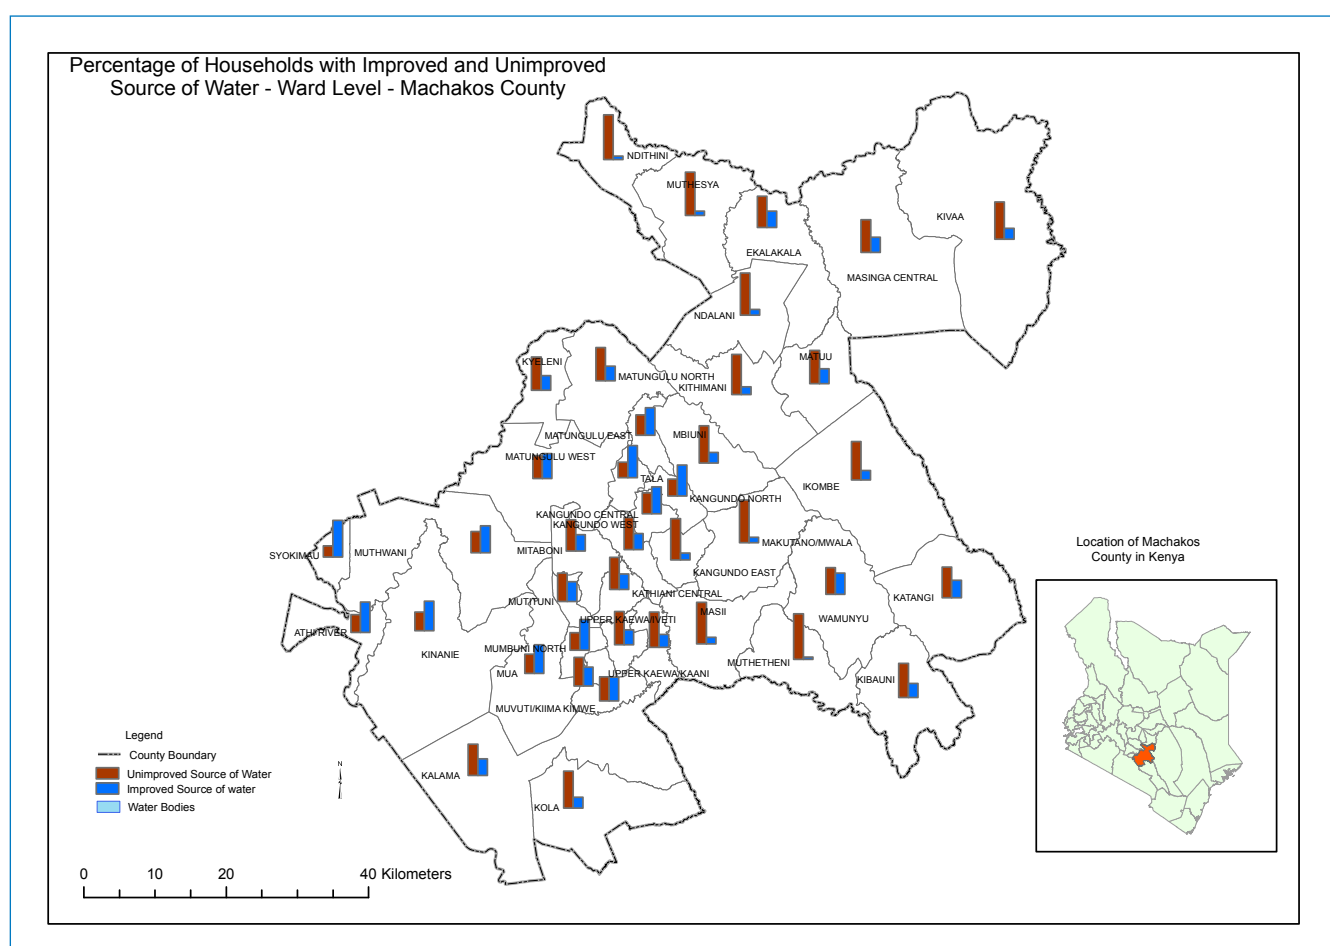 Percentage of Households with Improved and Unimproved
Source of Water - Ward Level - Machakos County
NDITHINI
MUTHESYA
KIVAA
EKALAKALA
MASINGA CENTRAL
NDALANI
MATUU
KYELENI
MATUNGULU NORTH
KITHIMANI
MATUNGULU EAST
MBIUNI
MATUNGULU WEST
TALA
IKOMBE
KANGUNDO NORTH
KANGUNDO CENTRAL
KANGUNDO WEST
MAKUTANO/MWALA
MITABONI
SYOKIMAU
MUTHWANI
KANGUNDO EAST
KATHIANI CENTRAL
KATANGI
MUTITUNI
MASII
UPPER KAEWA/IVETI
WAMUNYU
ATHI RIVER
MUMBUNI NORTH
KINANIE
MUTHETHENI
MUA
UPPER KAEWA/KAANI
KIBAUNI
MUVUTI/KIIMA KIMWE
KALAMA
KOLA
Location of Machakos
County in Kenya
Legend
County Boundary
Unimproved Source of Water
Improved Source of water
Water Bodies
N
0 10 20 40 Kilometers